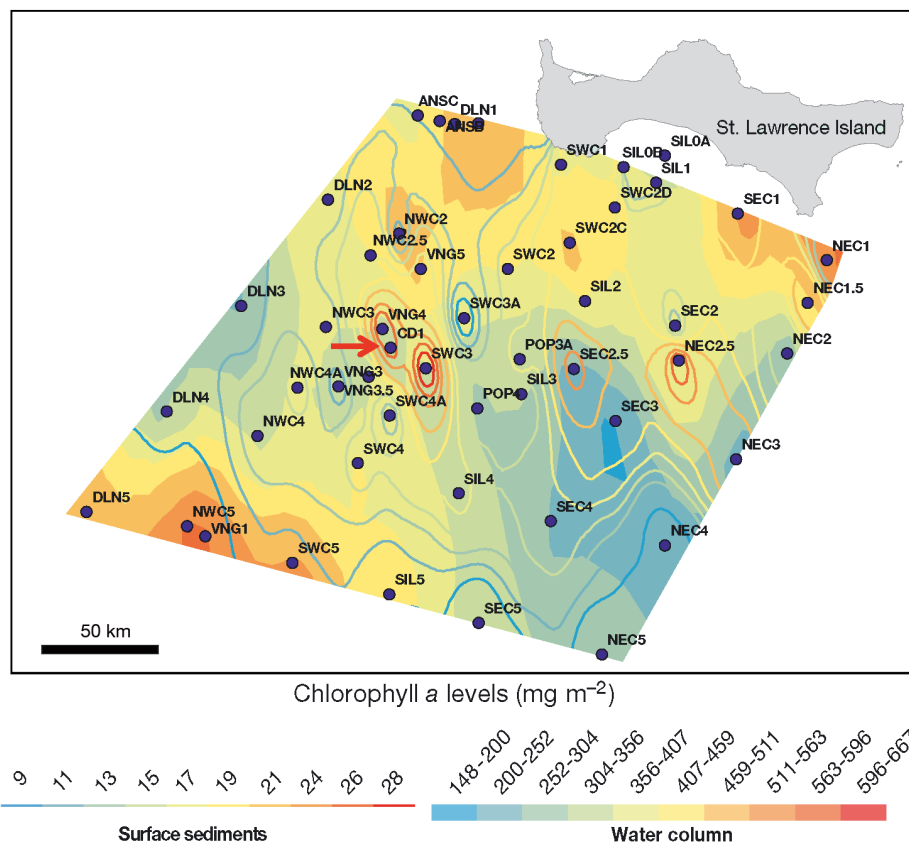 ANSC
DLN1
ANSB
St. Lawrence Island
SWC1
SIL0B
SIL0A
SIL1
DLN2
SWC2D
SEC1
NWC2
SWC2C
NWC2.5
VNG5
SWC2
NEC1
DLN3
SWC3A
SIL2
NEC1.5
NWC3
VNG4
SEC2
CD1
POP3A
NEC2
SWC3
SEC2.5
NEC2.5
NWC4A
VNG3
SIL3
VNG3.5
POP4
DLN4
SWC4A
SEC3
NWC4
SWC4
NEC3
SIL4
DLN5
NWC5
SEC4
VNG1
NEC4
SWC5
SIL5
SEC5
50 km
NEC5
Chlorophyll a levels (mg m–2)
9 11 13 15 17 19 21 24 26 28
148–200 200–252 252–304 304–356 356–407 407–459 459–511 511–563 563–596 596–667
Surface sediments
Water column